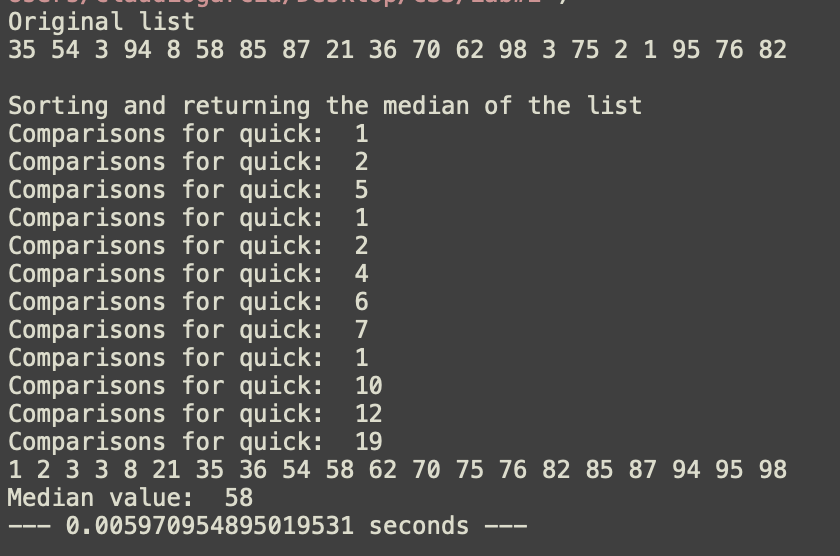 Original list
35 54 3 94 8 58 85 87 21 36 70 62 98 3 75 2 1 95 76 82
Sorting and returning the median of the list
Comparisons for quick:  1
Comparisons for quick:  2
Comparisons for quick:  5
Comparisons for quick:  1
Comparisons for quick:  2
Comparisons for quick:  4
Comparisons for quick:  6
Comparisons for quick:  7
Comparisons for quick:  1
Comparisons for quick:  10
Comparisons for quick:  12
Comparisons for quick:  19
1 2 3 3 8 21 35 36 54 58 62 70 75 76 82 85 87 94 95 98
Median value:  58
--- 0.005970954895019531 seconds ---